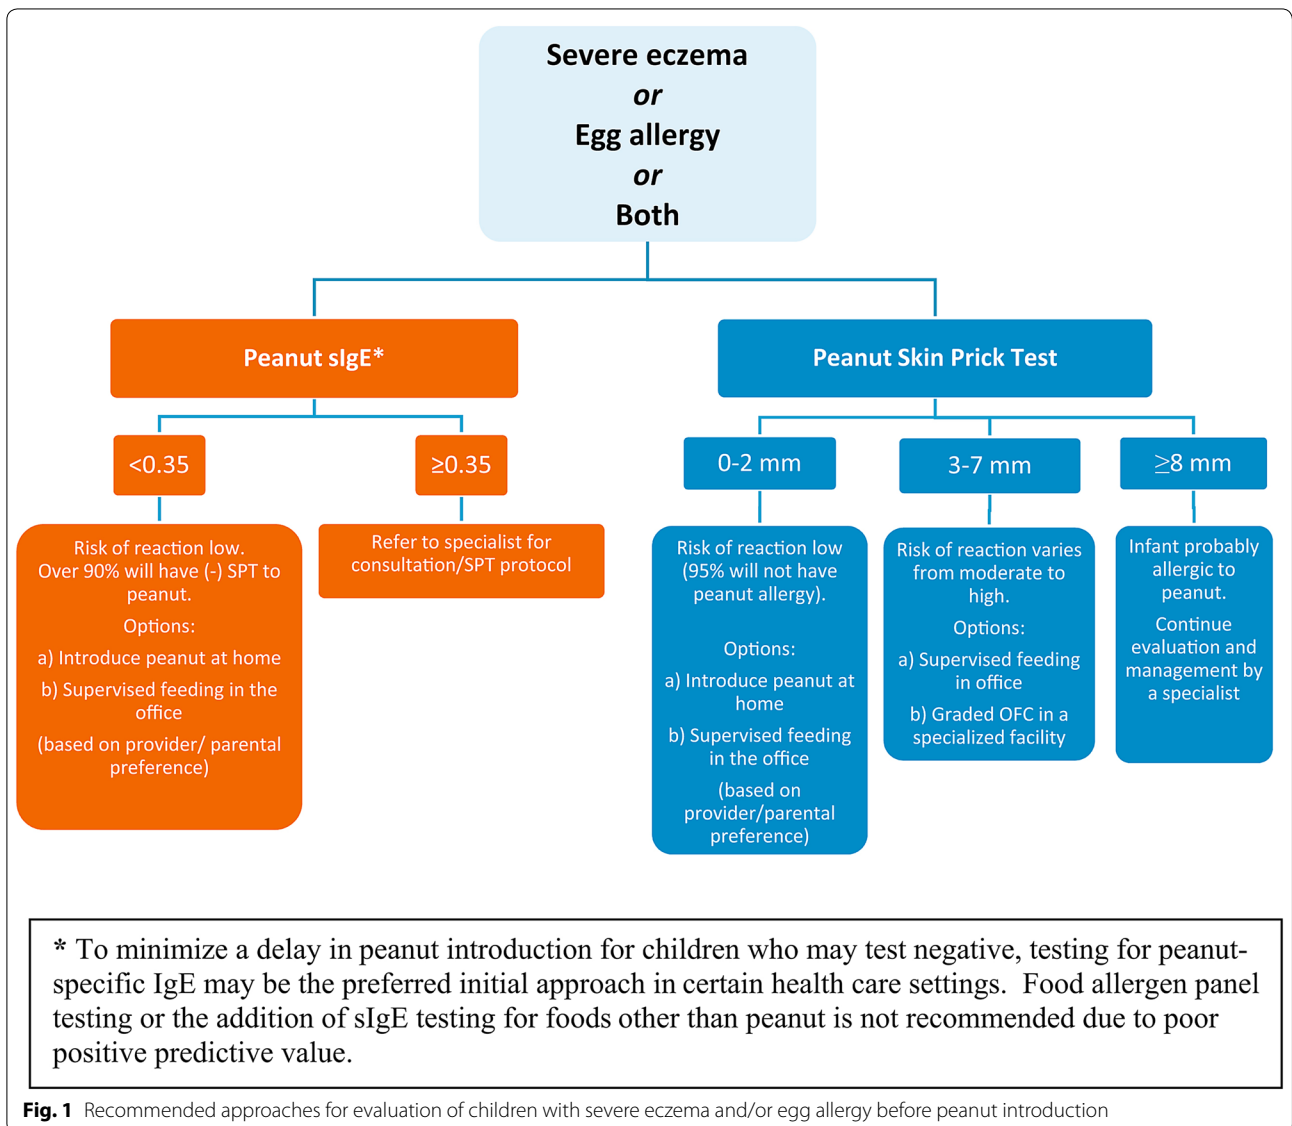 Severe eczema
or
Egg allergy
or
Both
Peanut sIgE*
Peanut Skin Prick Test
<0.35
≥0.35
0-2 mm
3-7 mm
≥8 mm
Risk of reaction low.
Over 90% will have (-) SPT to
peanut.
Options:
a) Introduce peanut at home
b) Supervised feeding in the
office
(based on provider/ parental
preference)
Refer to specialist for
consultation/SPT protocol
Risk of reaction low
(95% will not have
peanut allergy).
Options:
a) Introduce peanut at
home
b) Supervised feeding
in the office
(based on
provider/parental
preference)
Risk of reaction varies
from moderate to
high.
Options:
a) Supervised feeding
in office
b) Graded OFC in a
specialized facility
Infant probably
allergic to
peanut.
Continue
evaluation and
management by
a specialist
* To minimize a delay in peanut introduction for children who may test negative, testing for peanut-
specific IgE may be the preferred initial approach in certain health care settings. Food allergen panel
testing or the addition of sIgE testing for foods other than peanut is not recommended due to poor
positive predictive value.
Fig. 1 Recommended approaches for evaluation of children with severe eczema and/or egg allergy before peanut introduction